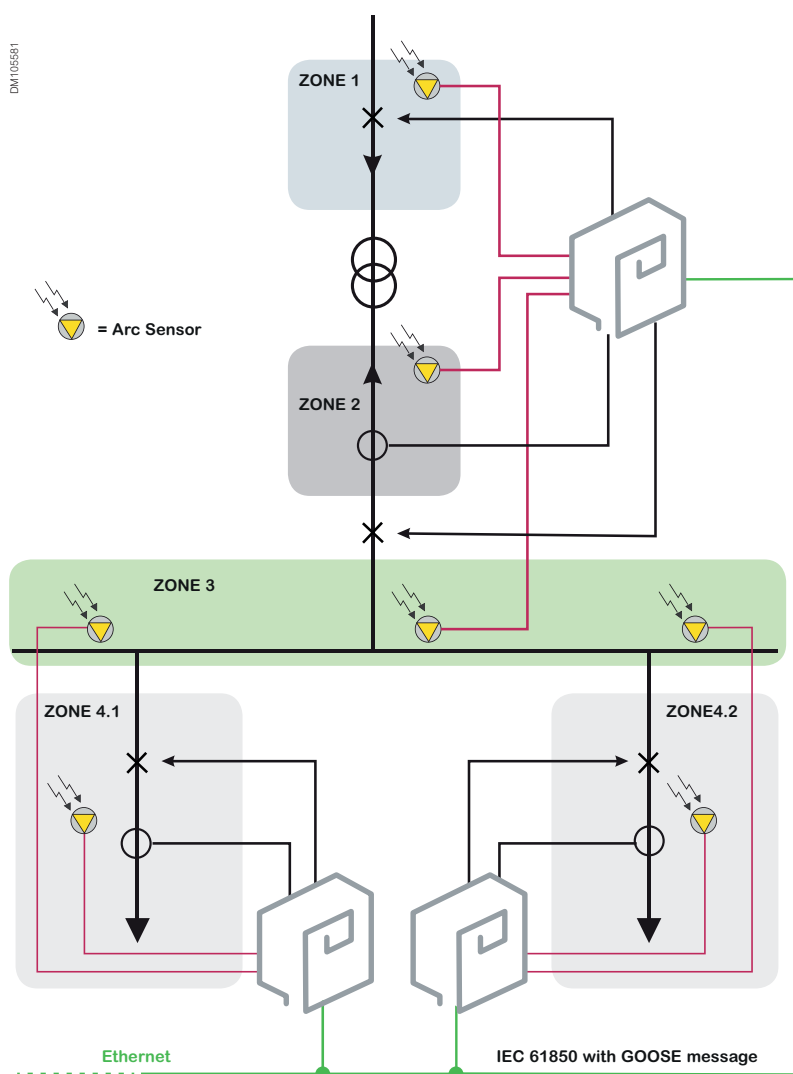 DM105581
ZONE 1
= Arc Sensor
ZONE 2
ZONE 3
ZONE 4.1
ZONE4.2
Ethernet
IEC 61850 with GOOSE message